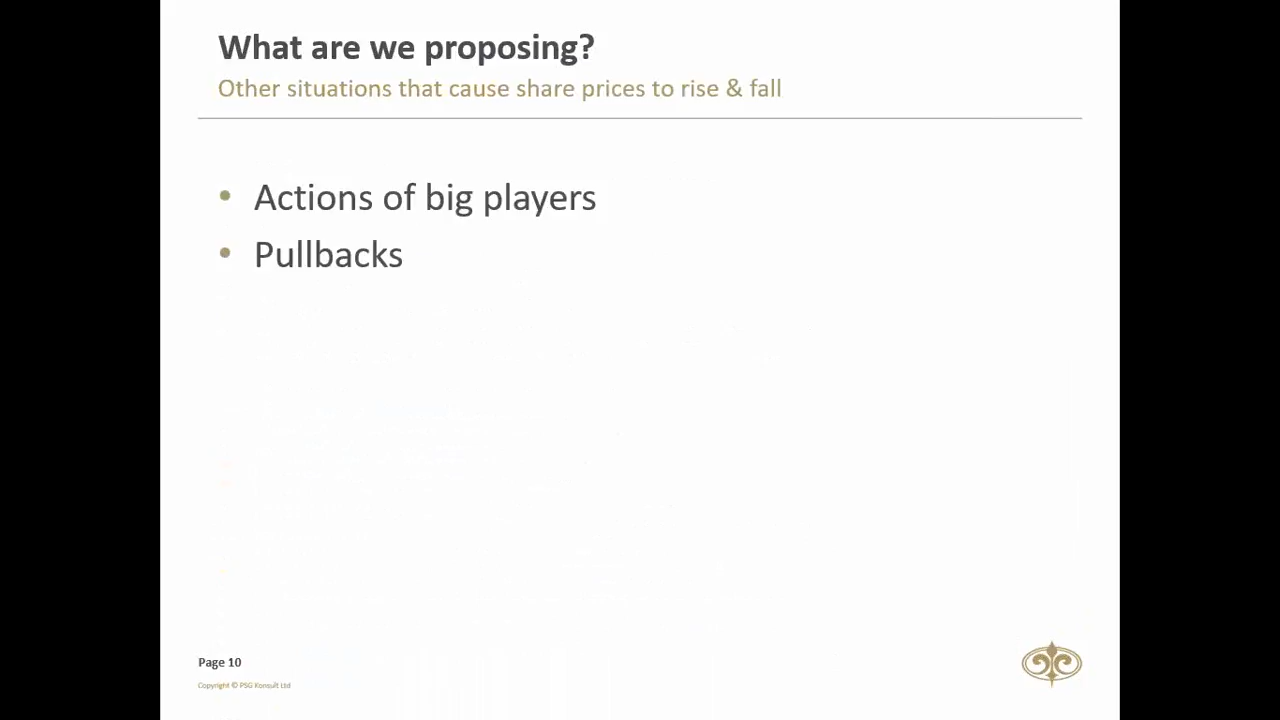 What are we proposing?
Other situations that cause share prices to rise & fall
• Actions of big players
• Pullbacks
Page 10
Copyright © PSG Konsult Ltd